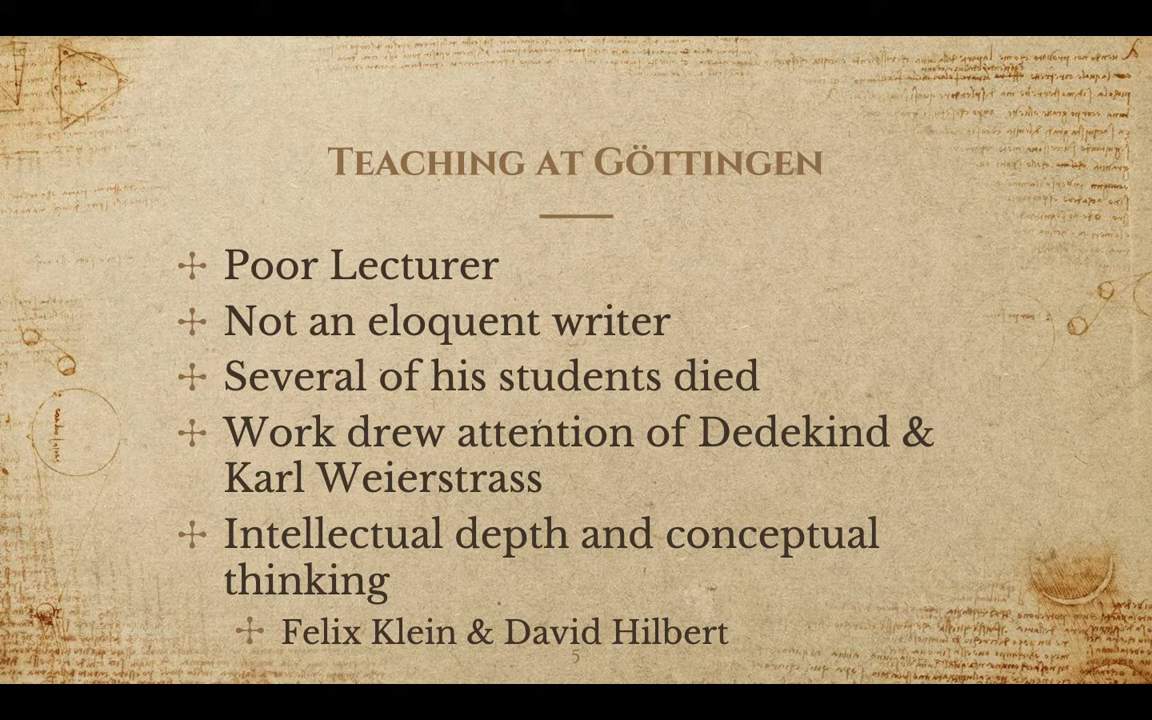 Teaching at Göttingen
Poor Lecturer
Not an eloquent writer
Several of his students died
Work drew attention of Dedekind &
Karl Weierstrass
Intellectual depth and conceptual
thinking
Felix Klein & David Hilbert
5